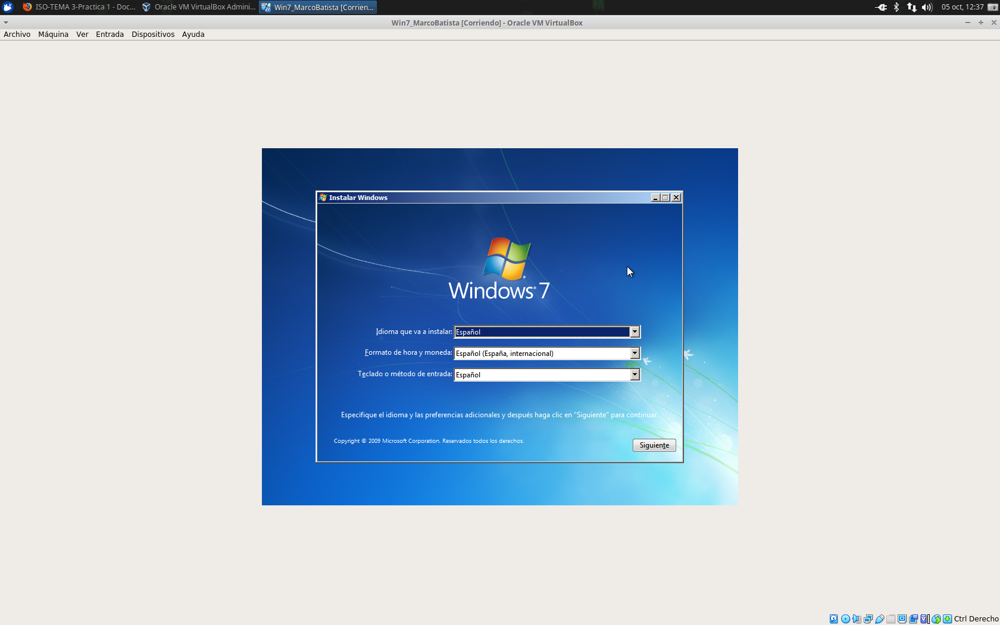 ISO-TEMA 3-Practica 1 - Doc...
Oracle VM VirtualBox Admini...
Win7_MarcoBatista [Corrien...
05 oct, 12:37
Win7_MarcoBatista [Corriendo] - Oracle VM VirtualBox
Archivo Máquina Ver Entrada Dispositivos Ayuda
Instalar Windows
Windows® 7
Idioma que va a instalar: Español
Formato de hora y moneda: Español (España, internacional)
Teclado o método de entrada: Español
Especifique el idioma y las preferencias adicionales y después haga clic en "Siguiente" para continuar.
Copyright © 2009 Microsoft Corporation. Reservados todos los derechos.
Siguiente
Ctrl Derecho